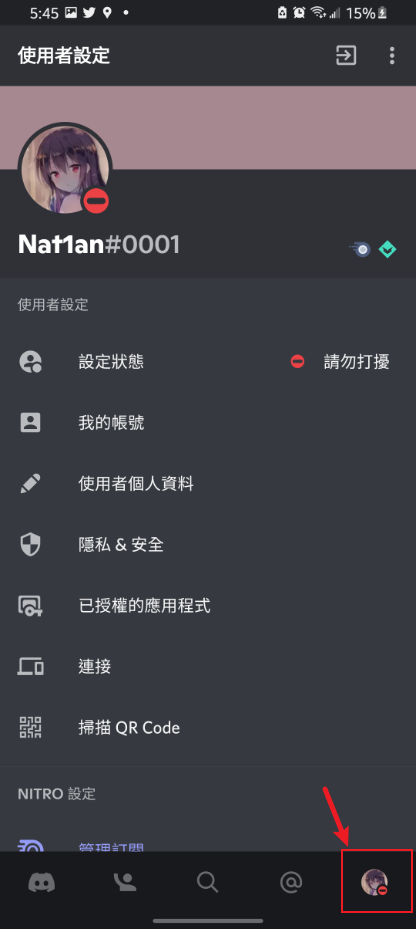 5:45
15%
使用者設定
Nat1an#0001
使用者設定
設定狀態
請勿打擾
我的帳號
使用者個人資料
隱私 & 安全
已授權的應用程式
連接
掃描 QR Code
NITRO 設定
管理訂閱